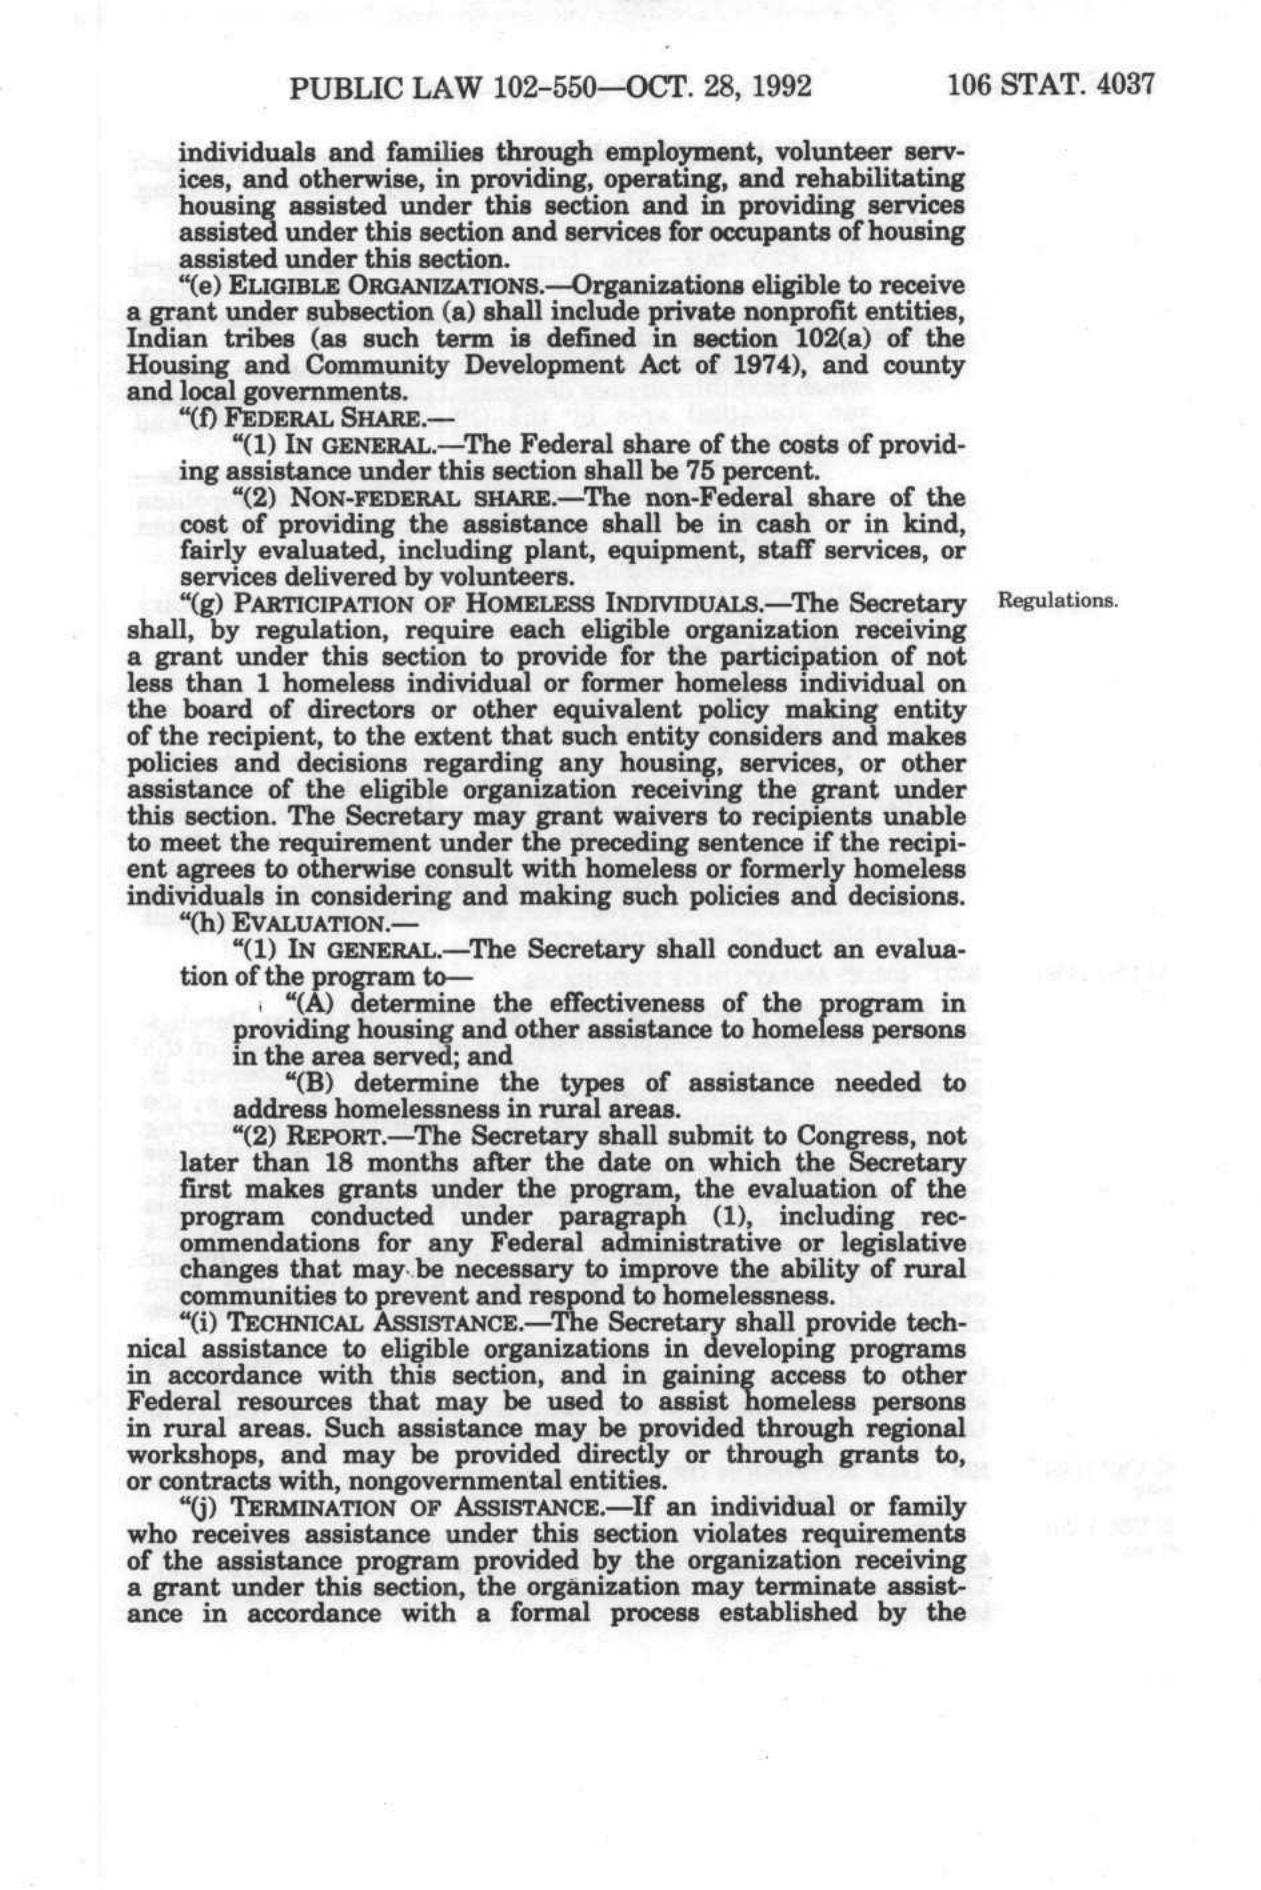 PUBLIC LAW 102-550—OCT. 28, 1992 106 STAT. 4037
individuals and families through employment, volunteer serv-
ices, and otherwise, in providing, operating, and rehabilitating
housing assisted under this section and in providing services
assisted under this section and services for occupants of housing
assisted under this section.
“(e) ELIGIBLE ORGANIZATIONS.—Organizations eligible to receive
a grant under subsection (a) shall include private nonprofit entities,
Indian tribes (as such term is defined in section 102(a) of the
Housing and Community Development Act of 1974), and county
and local governments.
“(f) FEDERAL SHARE.—
“(1) IN GENERAL.—The Federal share of the costs of provid-
ing assistance under this section shall be 75 percent.
“(2) NON-FEDERAL SHARE.—The non-Federal share of the
cost of providing the assistance shall be in cash or in kind,
fairly evaluated, including plant, equipment, staff services, or
services delivered by volunteers.
“(g) PARTICIPATION OF HOMELESS INDIVIDUALS.—The Secretary Regulations.
shall, by regulation, require each eligible organization receiving
a grant under this section to provide for the participation of not
less than 1 homeless individual or former homeless individual on
the board of directors or other equivalent policy making entity
of the recipient, to the extent that such entity considers and makes
policies and decisions regarding any housing, services, or other
assistance of the eligible organization receiving the grant under
this section. The Secretary may grant waivers to recipients unable
to meet the requirement under the preceding sentence if the recipi-
ent agrees to otherwise consult with homeless or formerly homeless
individuals in considering and making such policies and decisions.
“(h) EVALUATION.—
“(1) IN GENERAL.—The Secretary shall conduct an evalua-
tion of the program to—
“(A) determine the effectiveness of the program in
providing housing and other assistance to homeless persons
in the area served; and
“(B) determine the types of assistance needed to
address homelessness in rural areas.
“(2) REPORT.—The Secretary shall submit to Congress, not
later than 18 months after the date on which the Secretary
first makes grants under the program, the evaluation of the
program conducted under paragraph (1), including rec-
ommendations for any Federal administrative or legislative
changes that may be necessary to improve the ability of rural
communities to prevent and respond to homelessness.
“(i) TECHNICAL ASSISTANCE.—The Secretary shall provide tech-
nical assistance to eligible organizations in developing programs
in accordance with this section, and in gaining access to other
Federal resources that may be used to assist homeless persons
in rural areas. Such assistance may be provided through regional
workshops, and may be provided directly or through grants to,
or contracts with, nongovernmental entities.
“(j) TERMINATION OF ASSISTANCE.—If an individual or family
who receives assistance under this section violates requirements
of the assistance program provided by the organization receiving
a grant under this section, the organization may terminate assist-
ance in accordance with a formal process established by the